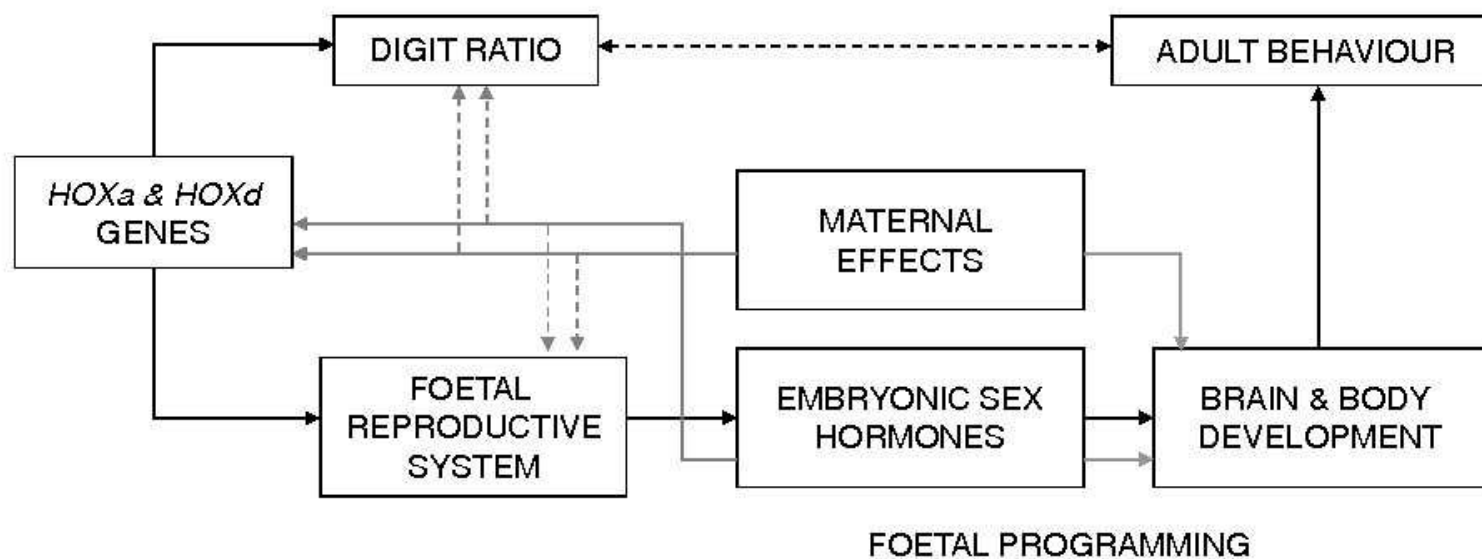 DIGIT RATIO
ADULT BEHAVIOUR
HOXa & HOXd
GENES
MATERNAL
EFFECTS
FOETAL
REPRODUCTIVE
SYSTEM
EMBRYONIC SEX
HORMONES
BRAIN & BODY
DEVELOPMENT
FOETAL PROGRAMMING